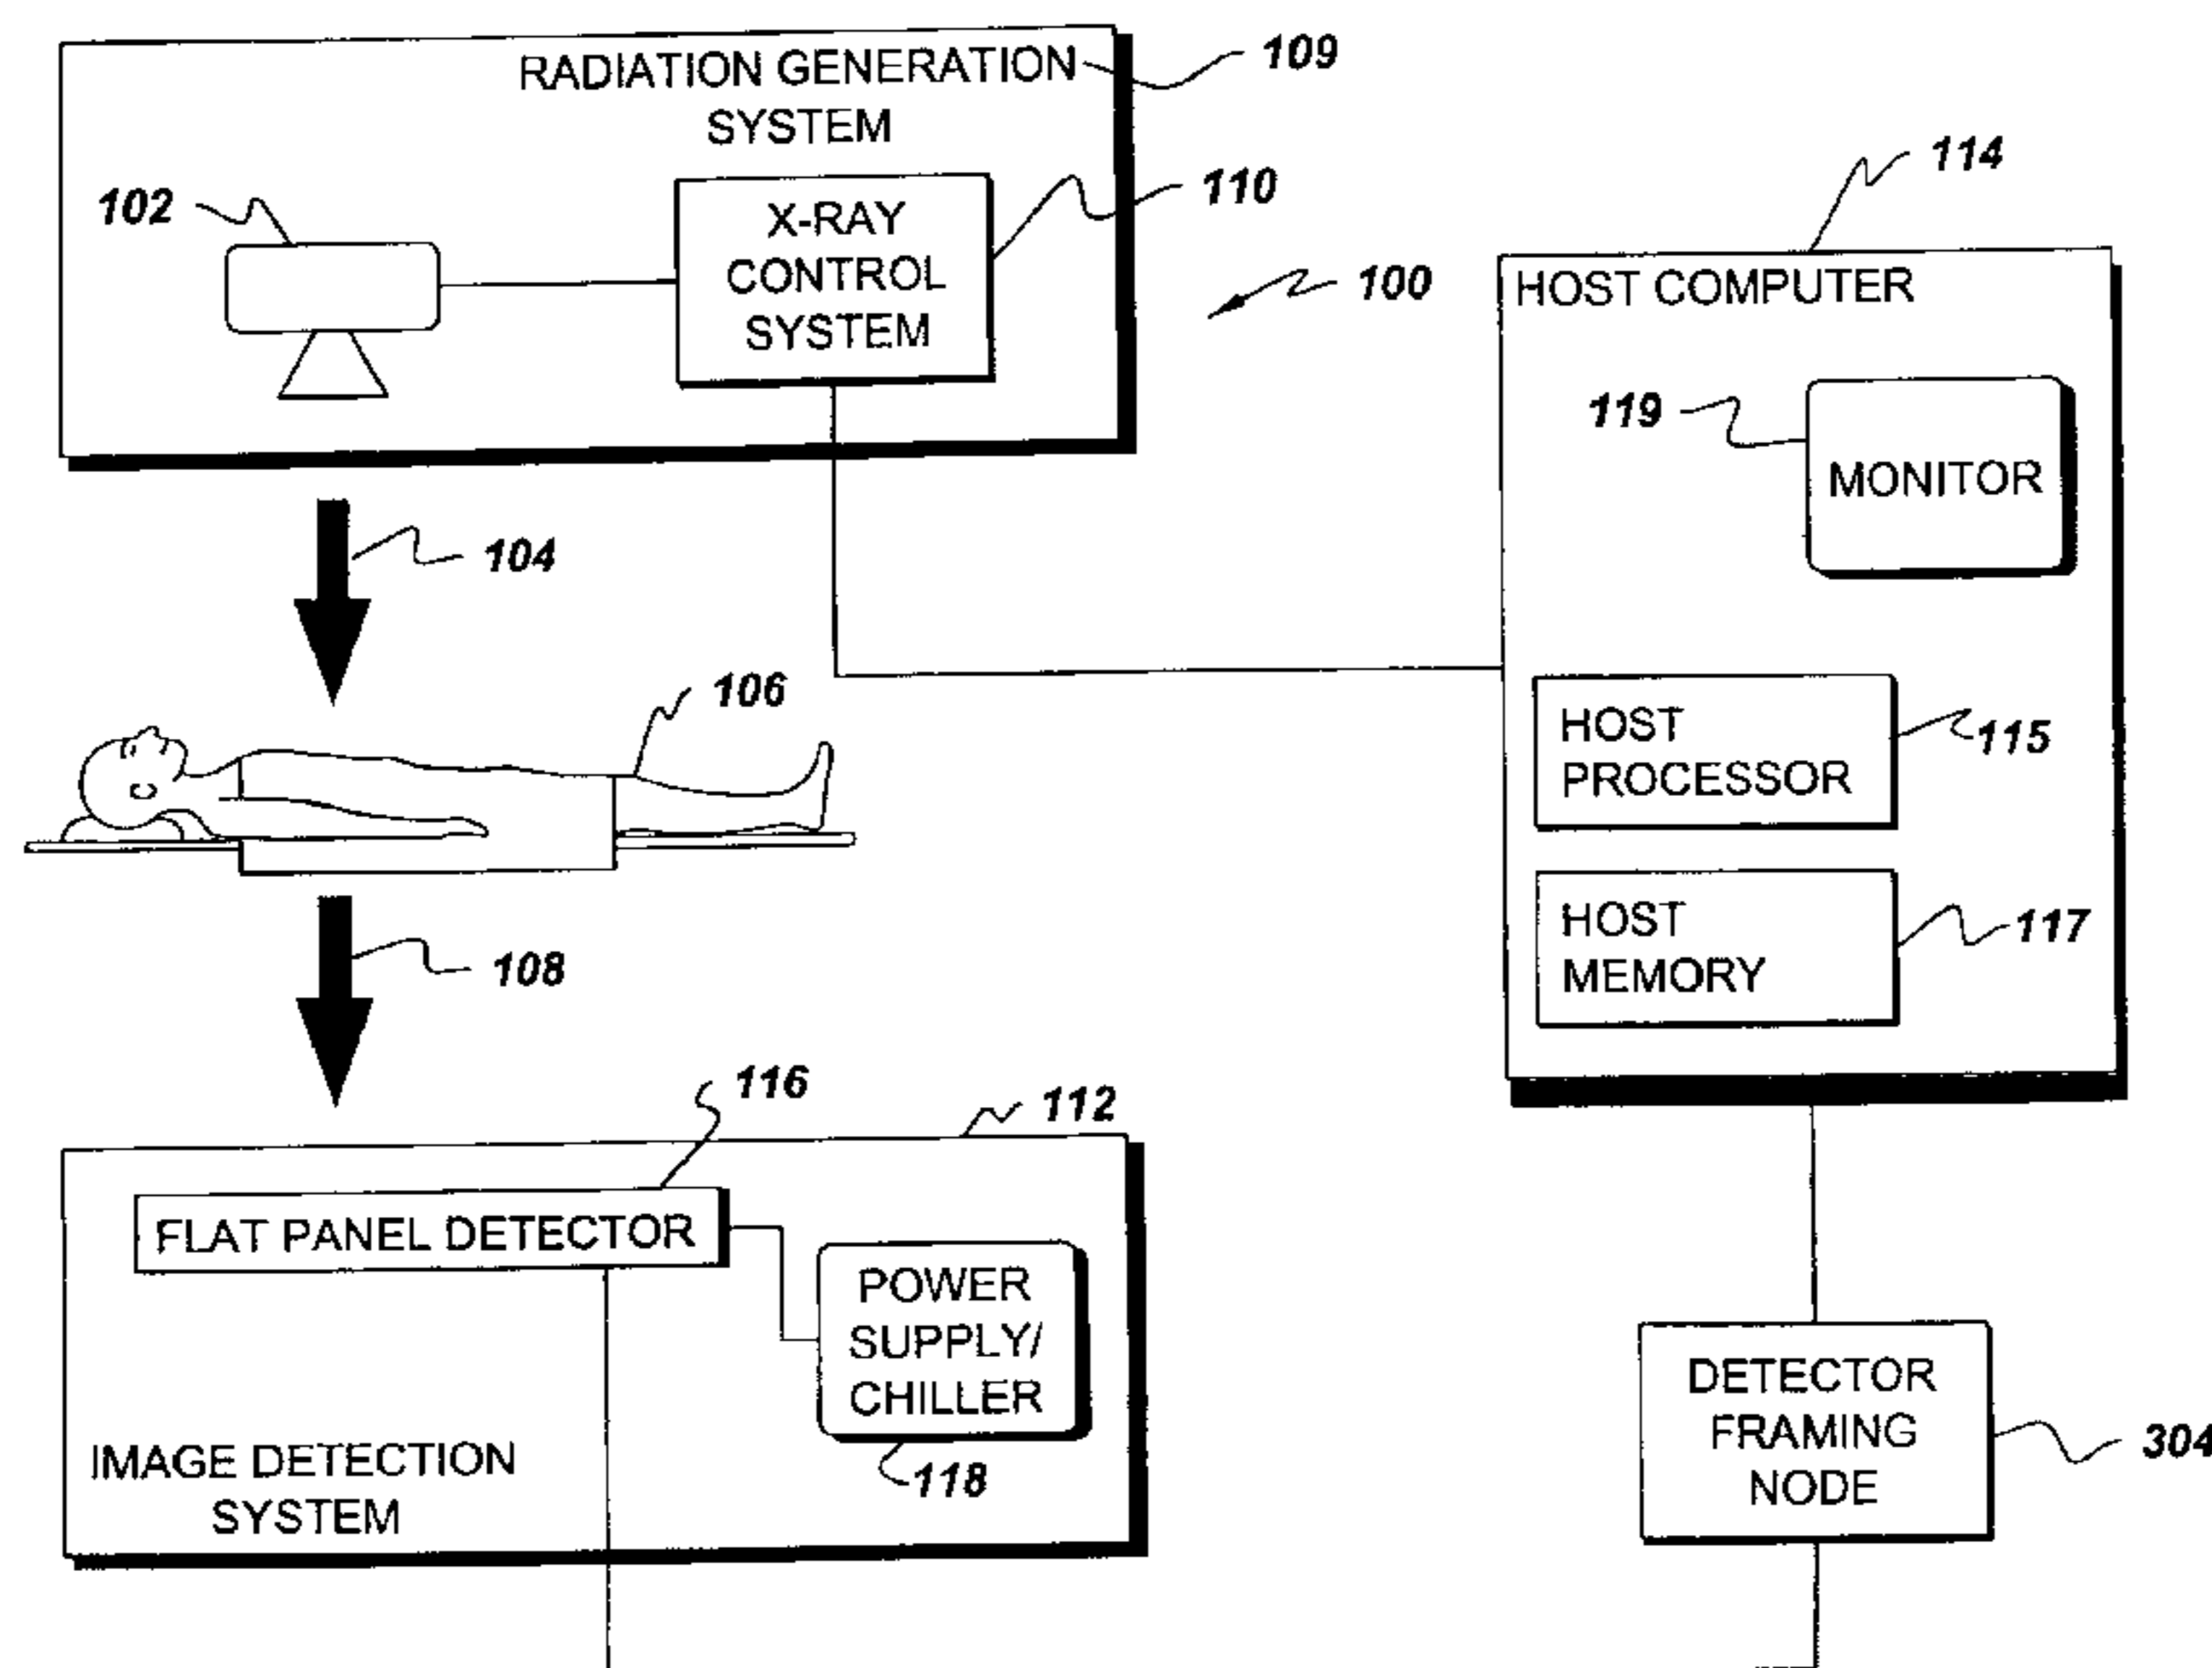 RADIATION GENERATION
SYSTEM
109
102
X-RAY
CONTROL
SYSTEM
110
100
114
HOST COMPUTER
119
MONITOR
104
106
HOST
PROCESSOR
115
HOST
MEMORY
117
108
116
112
FLAT PANEL DETECTOR
POWER
SUPPLY/
CHILLER
118
IMAGE DETECTION
SYSTEM
DETECTOR
FRAMING
NODE
304